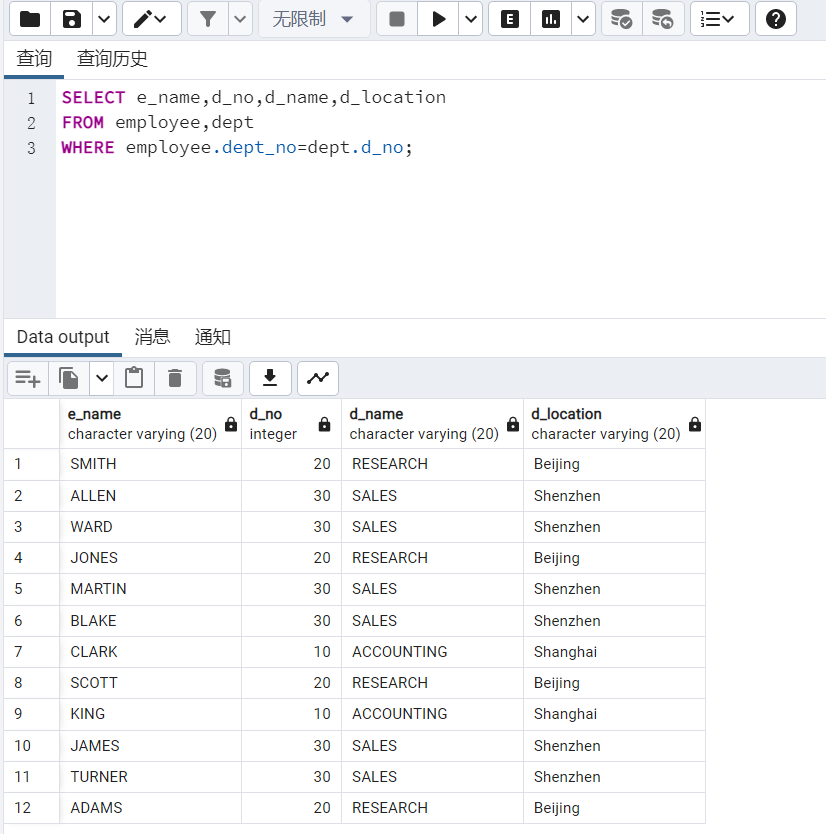 无限制
E
查询 查询历史
1 SELECT e_name,d_no,d_name,d_location
2 FROM employee,dept
3 WHERE employee.dept_no=dept.d_no;
Data output 消息 通知
e_name d_no d_name d_location
character varying (20) integer character varying (20) character varying (20)
1 SMITH 20 RESEARCH Beijing
2 ALLEN 30 SALES Shenzhen
3 WARD 30 SALES Shenzhen
4 JONES 20 RESEARCH Beijing
5 MARTIN 30 SALES Shenzhen
6 BLAKE 30 SALES Shenzhen
7 CLARK 10 ACCOUNTING Shanghai
8 SCOTT 20 RESEARCH Beijing
9 KING 10 ACCOUNTING Shanghai
10 JAMES 30 SALES Shenzhen
11 TURNER 30 SALES Shenzhen
12 ADAMS 20 RESEARCH Beijing